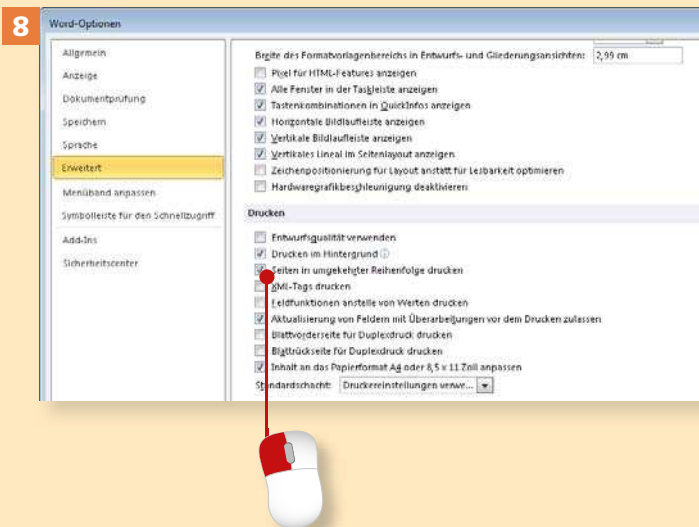 8
Word-Optionen
Allgemein
Anzeige
Dokumentprüfung
Speichern
Sprache
Erweitert
Menüband anpassen
Symbolleiste für den Schnellzugriff
Add-Ins
Sicherheitscenter
Breite des Formatvorlagenbereichs in Entwurfs- und Gliederungsansichten: 2,99 cm
Pixel für HTML-Features anzeigen
Alle Fenster in der Taskleiste anzeigen
Tastenkombinationen in QuickInfos anzeigen
Horizontale Bildlaufleiste anzeigen
Vertikale Bildlaufleiste anzeigen
Vertikales Lineal im Seitenlayout anzeigen
Zeichenpositionierung für Layout anstatt für Lesbarkeit optimieren
Hardwaregrafikbeschleunigung deaktivieren
Drucken
Entwurfsqualität verwenden
Drucken im Hintergrund
Seiten in umgekehrter Reihenfolge drucken
XML-Tags drucken
Feldfunktionen anstelle von Werten drucken
Aktualisierung von Feldern mit Überarbeitungen vor dem Drucken zulassen
Blattvorderseite für Duplexdruck drucken
Blattrückseite für Duplexdruck drucken
Inhalt an das Papierformat A4 oder 8,5 x 11 Zoll anpassen
Standardschacht: Druckereinstellungen verwe...